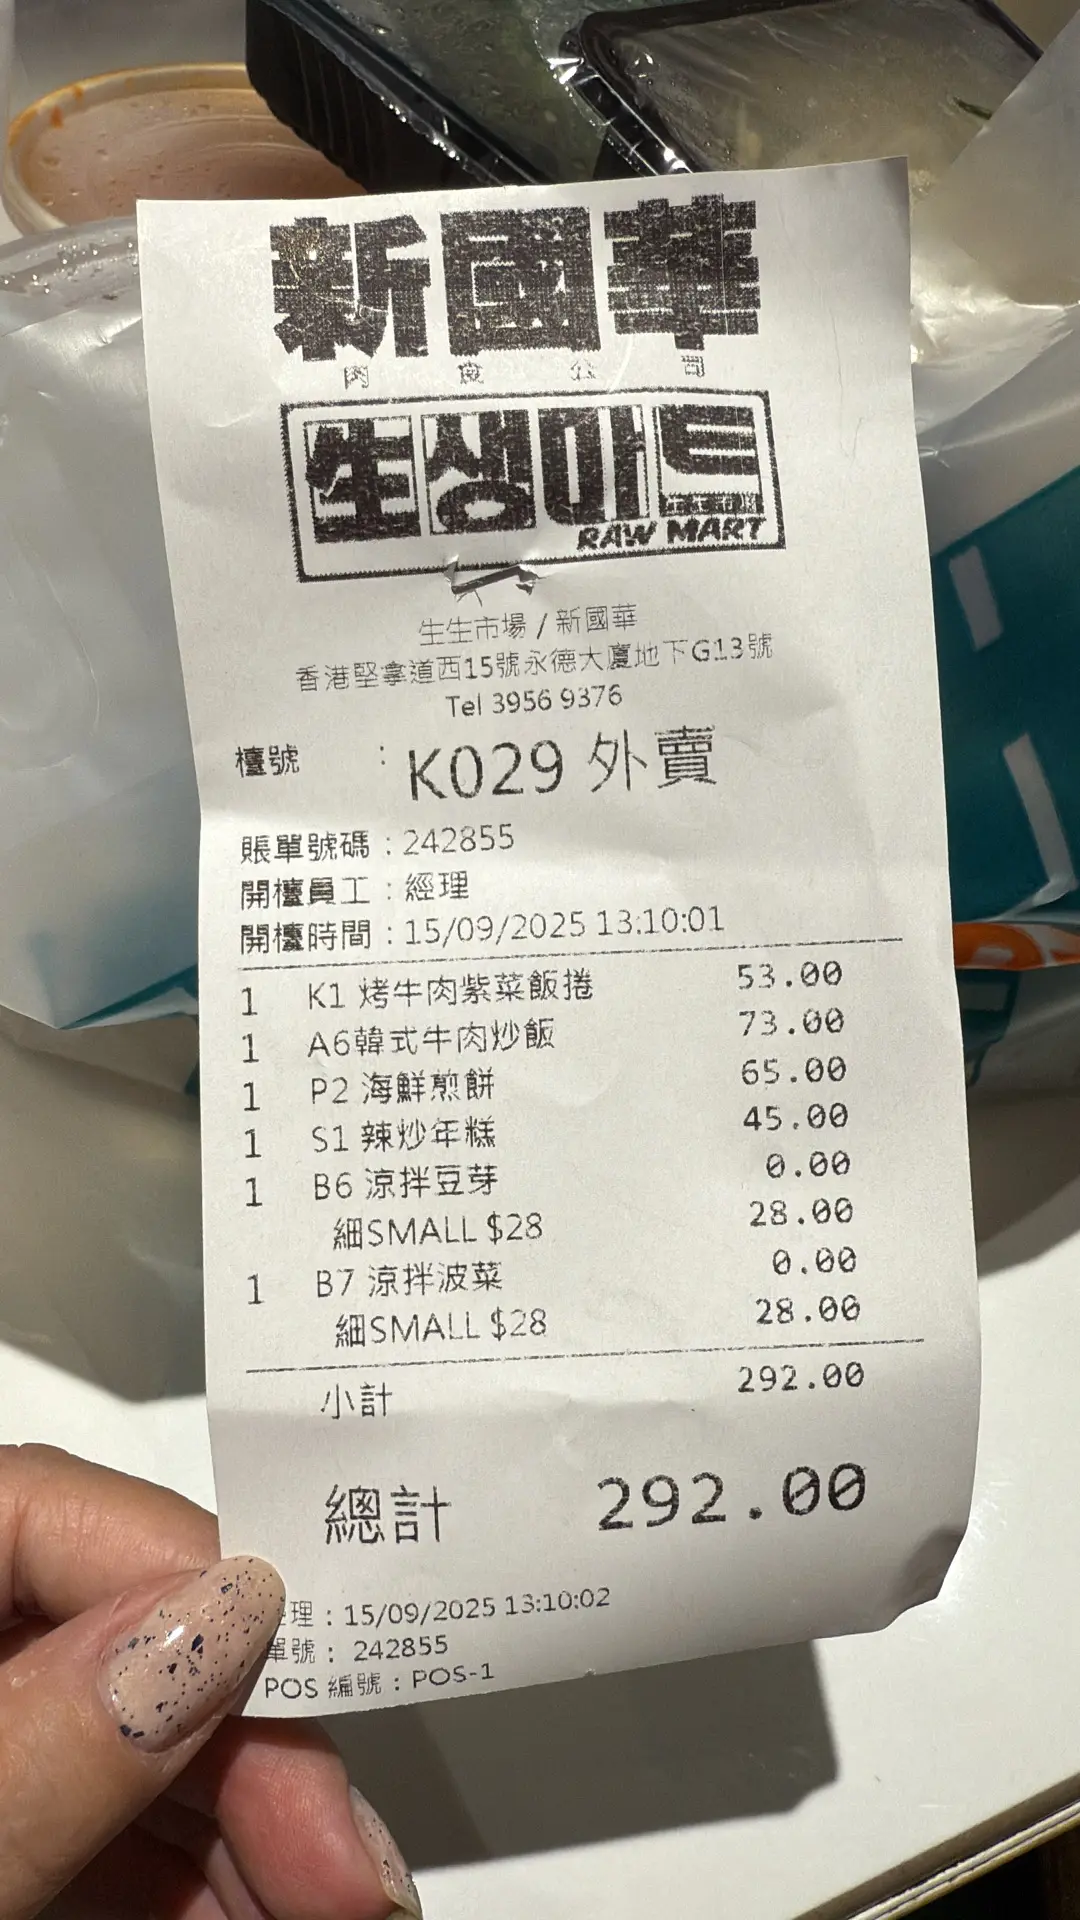 新國華
肉食公司
生생마트
RAW MART
生生市場 / 新國華
香港堅拿道西15號永德大廈地下G13號
Tel 3956 9376
檯號 : K029 外賣
賬單號碼 : 242855
開檯員工 : 經理
開檯時間 : 15/09/2025 13:10:01
1 K1 烤牛肉紫菜飯捲 53.00
1 A6韓式牛肉炒飯 73.00
1 P2 海鮮煎餅 65.00
1 S1 辣炒年糕 45.00
1 B6 涼拌豆芽 0.00
細SMALL $28 28.00
1 B7 涼拌波菜 0.00
細SMALL $28 28.00
小計 292.00
總計 292.00
理 : 15/09/2025 13:10:02
單號 : 242855
POS 編號 : POS-1